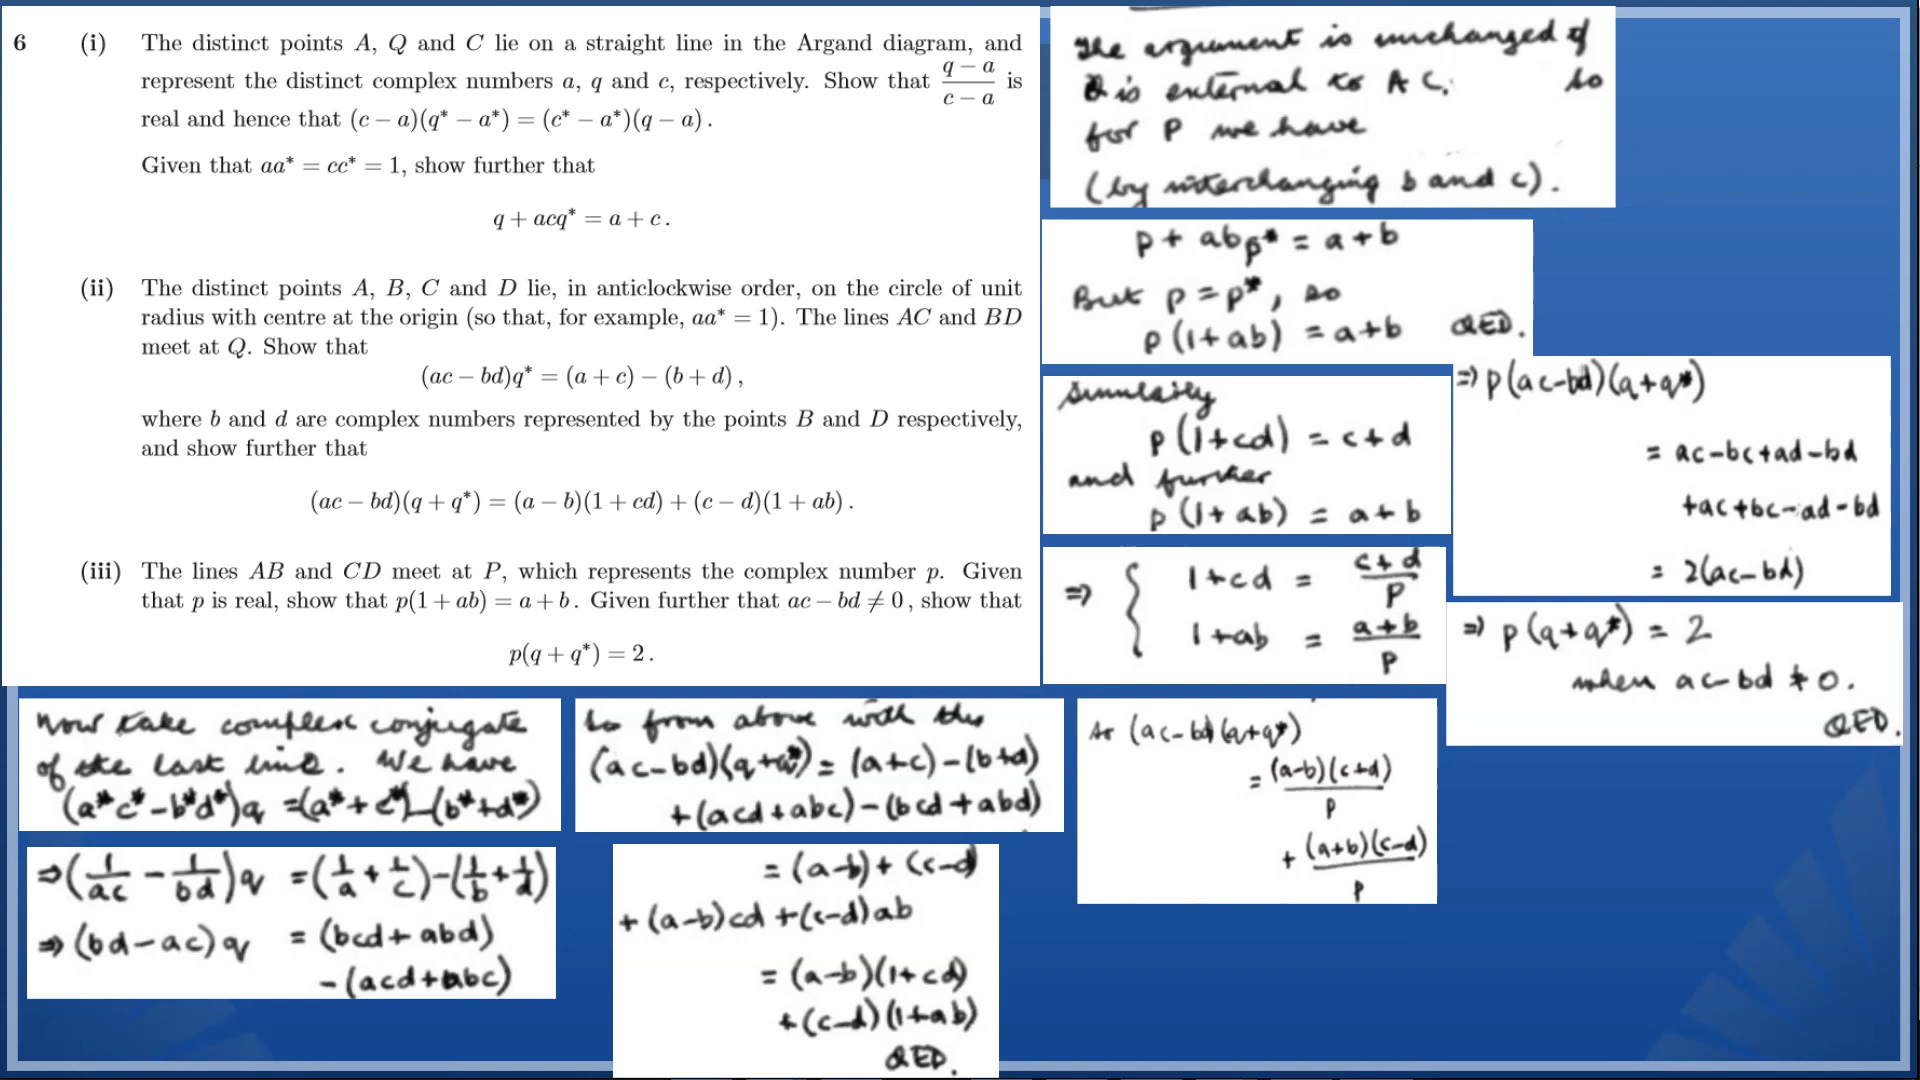 6 (i) The distinct points A, Q and C lie on a straight line in the Argand diagram, and
represent the distinct complex numbers a, q and c, respectively. Show that (q − a)/(c − a) is
real and hence that (c − a)(q* − a*) = (c* − a*)(q − a).
Given that aa* = cc* = 1, show further that
q + acq* = a + c.
(ii) The distinct points A, B, C and D lie, in anticlockwise order, on the circle of unit
radius with centre at the origin (so that, for example, aa* = 1). The lines AC and BD
meet at Q. Show that
(ac − bd)q* = (a + c) − (b + d),
where b and d are complex numbers represented by the points B and D respectively,
and show further that
(ac − bd)(q + q*) = (a − b)(1 + cd) + (c − d)(1 + ab).
(iii) The lines AB and CD meet at P, which represents the complex number p. Given
that p is real, show that p(1 + ab) = a + b. Given further that ac − bd ≠ 0, show that
p(q + q*) = 2.
Now take complex conjugate
of the last line. We have
(a*c* − b*d*)q = (a* + c*) − (b* + d*)
⇒ (1/ac − 1/bd)q = (1/a + 1/c) − (1/b + 1/d)
⇒ (bd − ac)q = (bcd + abd)
− (acd + abc)
so from above with this
(ac − bd)(q + q*) = (a+c) − (b+d)
+ (acd + abc) − (bcd + abd)
= (a−b) + (c−d)
+ (a−b)cd + (c−d)ab
= (a−b)(1+cd)
+ (c−d)(1+ab)
QED.
The argument is unchanged if
Q is external to AC. So
for P we have
(by interchanging b and c).
p + abp* = a+b
But p = p*, so
p(1+ab) = a+b QED.
Similarly
p(1+cd) = c+d
and further
p(1+ab) = a+b
⇒ { 1+cd = (c+d)/p
1+ab = (a+b)/p
So (ac−bd)(q+q*)
= (a−b)(c+d)/p
+ (a+b)(c−d)/p
⇒ p(ac−bd)(q+q*)
= ac−bc+ad−bd
+ac+bc−ad−bd
= 2(ac−bd)
⇒ p(q+q*) = 2
when ac−bd ≠ 0.
QED.